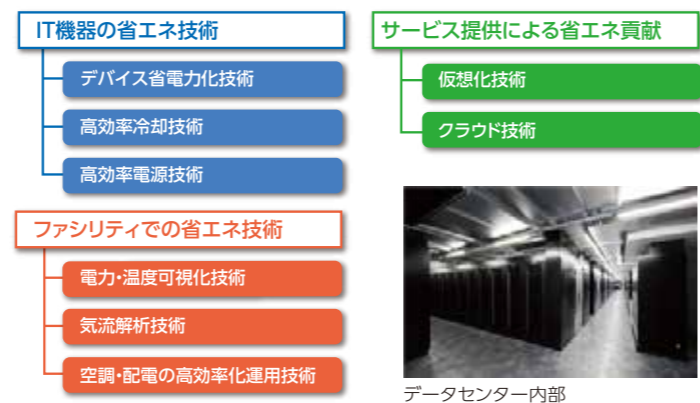 IT機器の省エネ技術
デバイス省電力化技術
高効率冷却技術
高効率電源技術
ファシリティでの省エネ技術
電力・温度可視化技術
気流解析技術
空調・配電の高効率化運用技術
サービス提供による省エネ貢献
仮想化技術
クラウド技術
データセンター内部